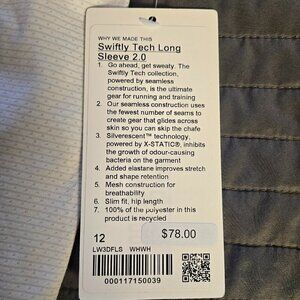 WHY WE MADE THIS
Swiftly Tech Long
Sleeve 2.0
1. Go ahead, get sweaty. The
Swiftly Tech collection,
powered by seamless
construction, is the ultimate
gear for running and training
2. Our seamless construction uses
the fewest number of seams to
create gear that glides across
skin so you can skip the chafe
3. Silverescent™ technology,
powered by X-STATIC®, inhibits
the growth of odour-causing
bacteria on the garment
4. Added elastane improves stretch
and shape retention
5. Mesh construction for
breathability
6. Slim fit, hip length
7. 100% of the polyester in this
product is recycled
12
$78.00
LW3DFLS WHWH
000117150039